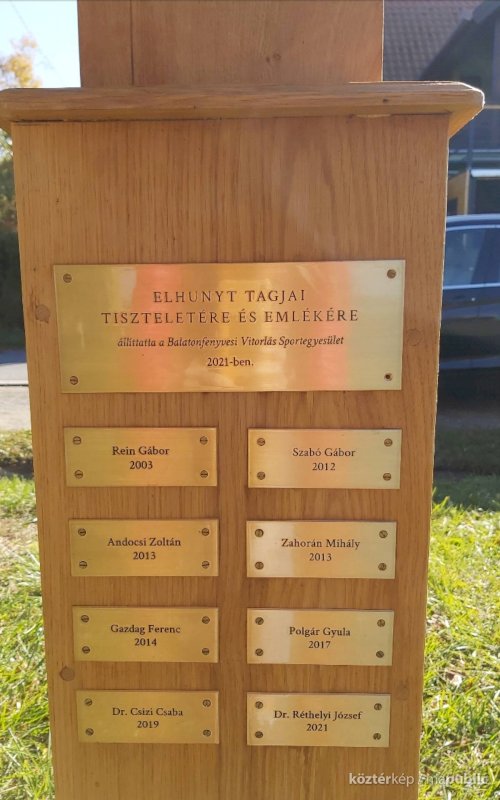 ELHUNYT TAGJAI
TISZTELETÉRE ÉS EMLÉKÉRE
állíttatta a Balatonfenyvesi Vitorlás Sportegyesület
2021-ben.
Rein Gábor
2003
Szabó Gábor
2012
Andocsi Zoltán
2013
Zahorán Mihály
2013
Gazdag Ferenc
2014
Polgár Gyula
2017
Dr. Csizi Csaba
2019
Dr. Réthelyi József
2021
köztérkép